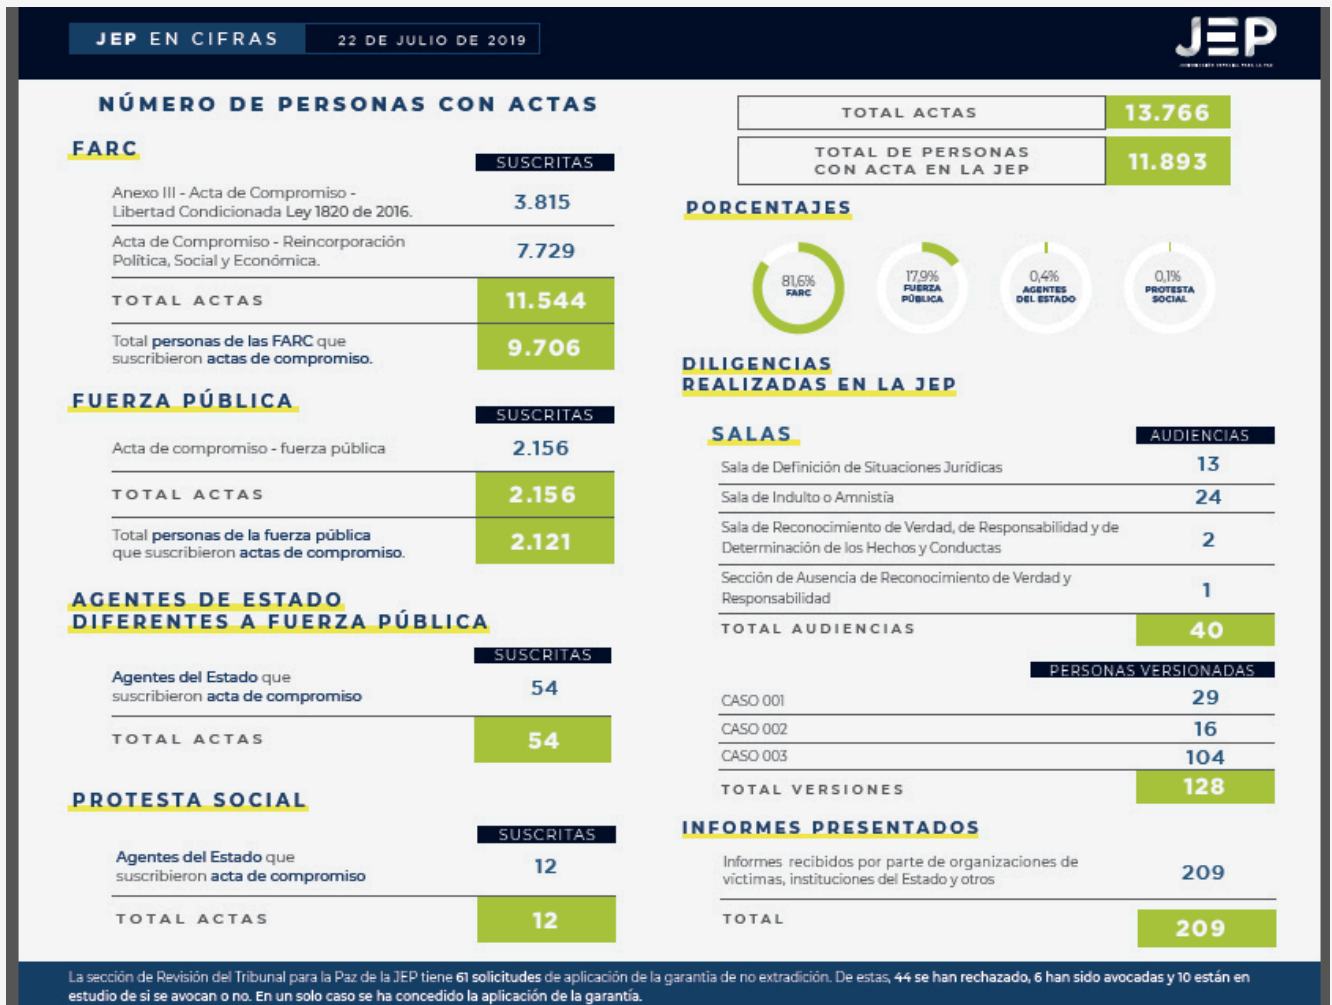 JEP EN CIFRAS
22 DE JULIO DE 2019
JEP
NÚMERO DE PERSONAS CON ACTAS
FARC
SUSCRITAS
Anexo III - Acta de Compromiso -
Libertad Condicionada Ley 1820 de 2016.
3.815
Acta de Compromiso - Reincorporación
Política, Social y Económica.
7.729
TOTAL ACTAS
11.544
Total personas de las FARC que
suscribieron actas de compromiso.
9.706
FUERZA PÚBLICA
SUSCRITAS
Acta de compromiso - fuerza pública
2.156
TOTAL ACTAS
2.156
Total personas de la fuerza pública
que suscribieron actas de compromiso.
2.121
AGENTES DE ESTADO
DIFERENTES A FUERZA PÚBLICA
SUSCRITAS
Agentes del Estado que
suscribieron acta de compromiso
54
TOTAL ACTAS
54
PROTESTA SOCIAL
SUSCRITAS
Agentes del Estado que
suscribieron acta de compromiso
12
TOTAL ACTAS
12
TOTAL ACTAS
13.766
TOTAL DE PERSONAS
CON ACTA EN LA JEP
11.893
PORCENTAJES
81,6%
FARC
17,9%
FUERZA
PÚBLICA
0,4%
AGENTES
DEL ESTADO
0,1%
PROTESTA
SOCIAL
DILIGENCIAS
REALIZADAS EN LA JEP
SALAS
AUDIENCIAS
Sala de Definición de Situaciones Jurídicas
13
Sala de Indulto o Amnistía
24
Sala de Reconocimiento de Verdad, de Responsabilidad y de
Determinación de los Hechos y Conductas
2
Sección de Ausencia de Reconocimiento de Verdad y
Responsabilidad
1
TOTAL AUDIENCIAS
40
PERSONAS VERSIONADAS
CASO 001
29
CASO 002
16
CASO 003
104
TOTAL VERSIONES
128
INFORMES PRESENTADOS
Informes recibidos por parte de organizaciones de
víctimas, instituciones del Estado y otros
209
TOTAL
209
La sección de Revisión del Tribunal para la Paz de la JEP tiene 61 solicitudes de aplicación de la garantia de no extradición. De estas, 44 se han rechazado, 6 han sido avocadas y 10 están en
estudio de si se avocan o no. En un solo caso se ha concedido la aplicación de la garantía.